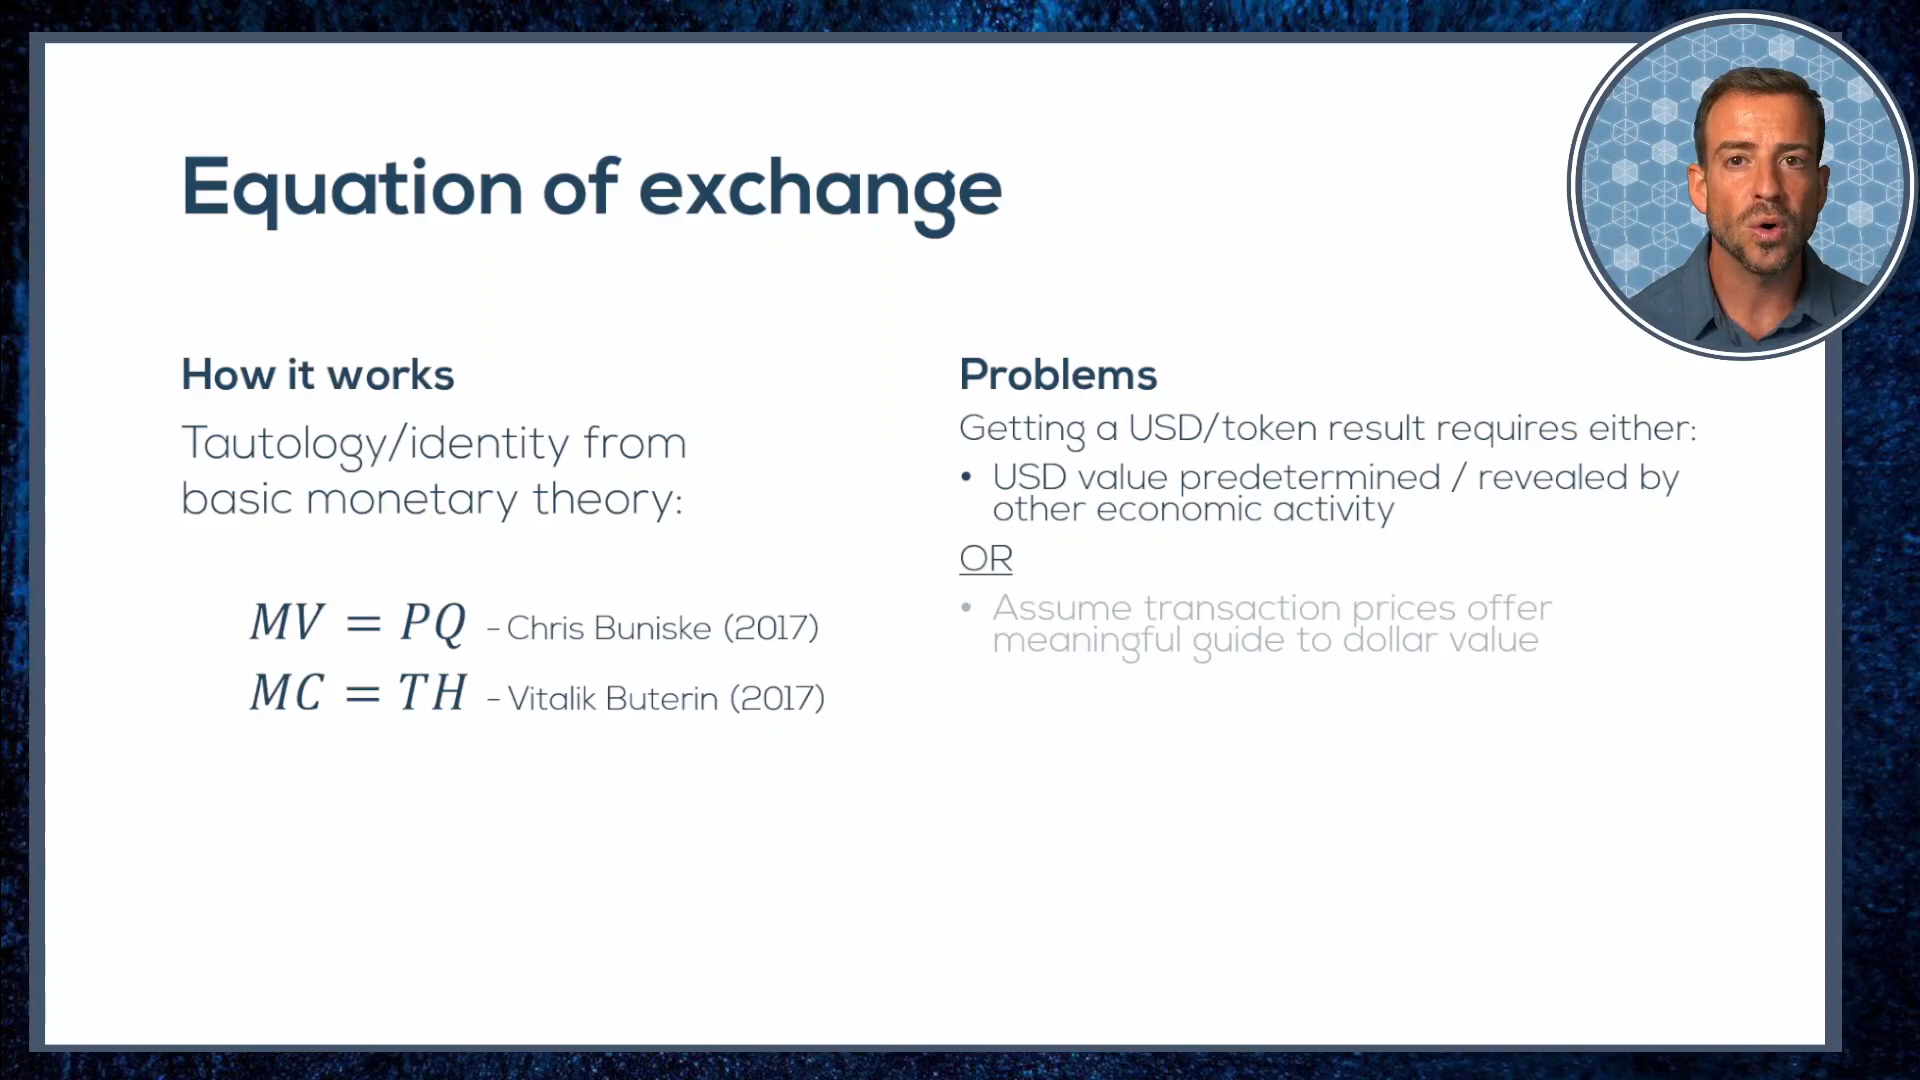 Equation of exchange
How it works
Tautology/identity from
basic monetary theory:
MV = PQ - Chris Buniske (2017)
MC = TH - Vitalik Buterin (2017)
Problems
Getting a USD/token result requires either:
• USD value predetermined / revealed by
other economic activity
OR
• Assume transaction prices offer
meaningful guide to dollar value